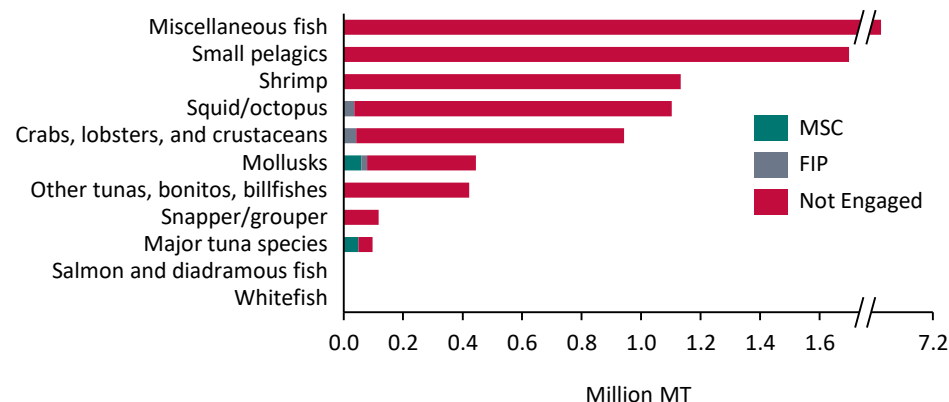 Miscellaneous fish
Small pelagics
Shrimp
Squid/octopus
Crabs, lobsters, and crustaceans
Mollusks
Other tunas, bonitos, billfishes
Snapper/grouper
Major tuna species
Salmon and diadramous fish
Whitefish
MSC
FIP
Not Engaged
0.0 0.2 0.4 0.6 0.8 1.0 1.2 1.4 1.6 7.2
Million MT